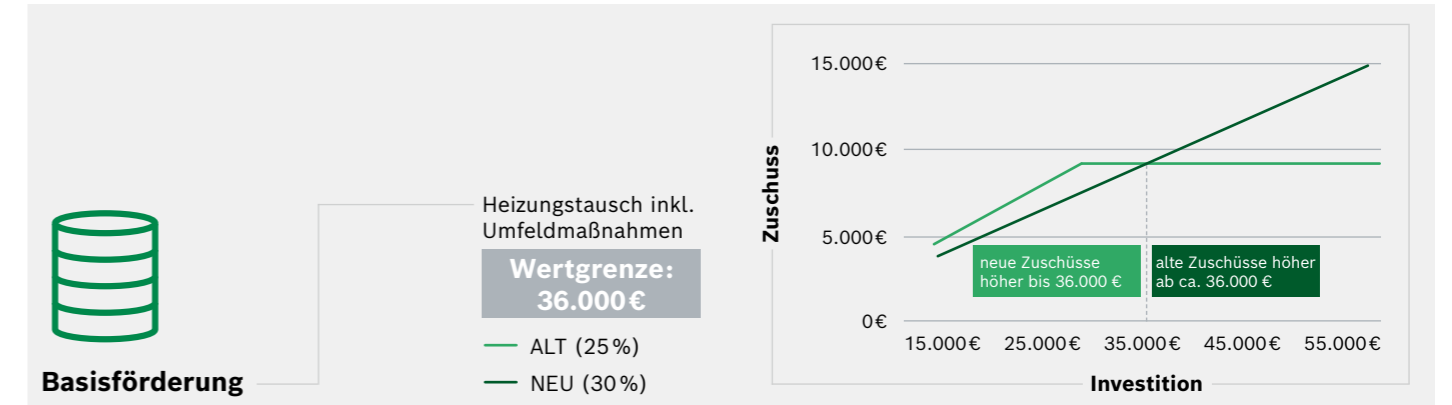 Basisförderung
Heizungstausch inkl.
Umfeldmaßnahmen
Wertgrenze:
36.000 €
ALT (25 %)
NEU (30 %)
Zuschuss
15.000 €
10.000 €
5.000 €
0 €
neue Zuschüsse
höher bis 36.000 €
alte Zuschüsse höher
ab ca. 36.000 €
15.000 € 25.000 € 35.000 € 45.000 € 55.000 €
Investition